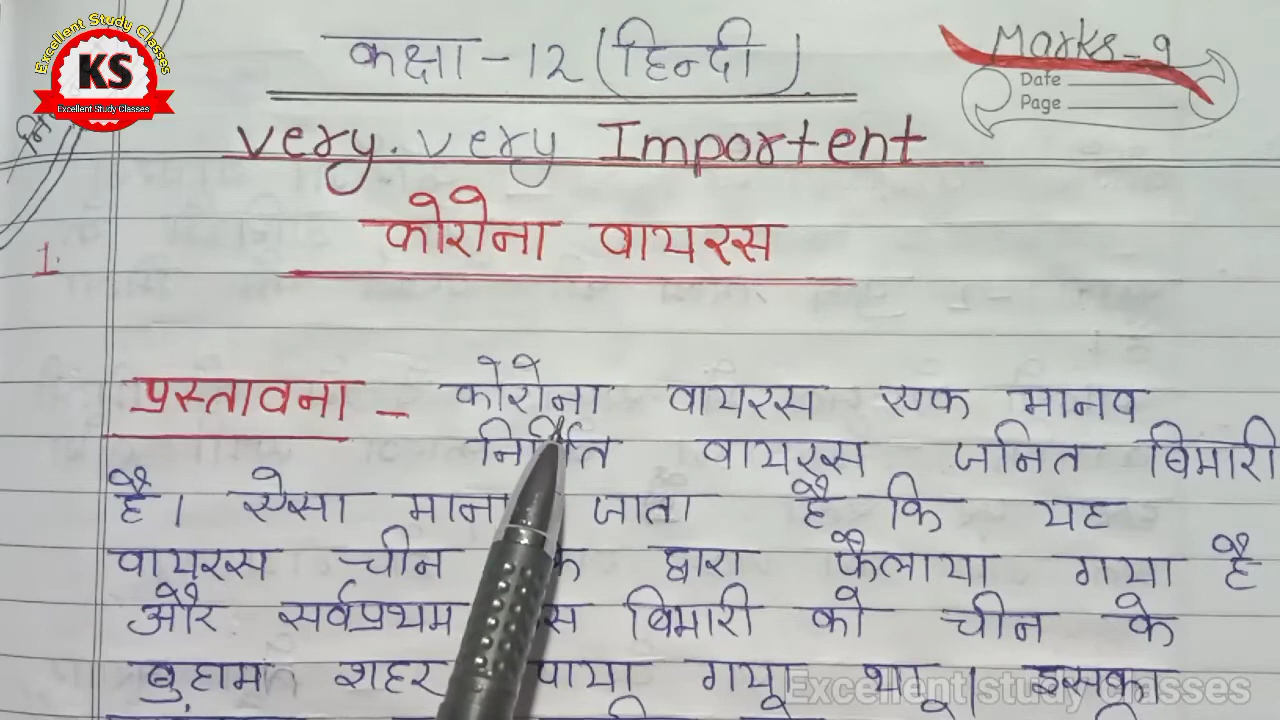 Excellent Study Classes
KS
Excellent Study Classes
कक्षा - 12 (हिन्दी)
Marks - 9
Date
Page
very. very Importent
कोरोना वायरस
1.
प्रस्तावना - कोरोना वायरस एक मानव
निर्मित वायरस जनित बिमारी
है। ऐसा माना जाता है कि यह
वायरस चीन के द्वारा फैलाया गया है
और सर्वप्रथम बिमारी को चीन के
शहर पाया गया था। इसका
Excellent study Classes